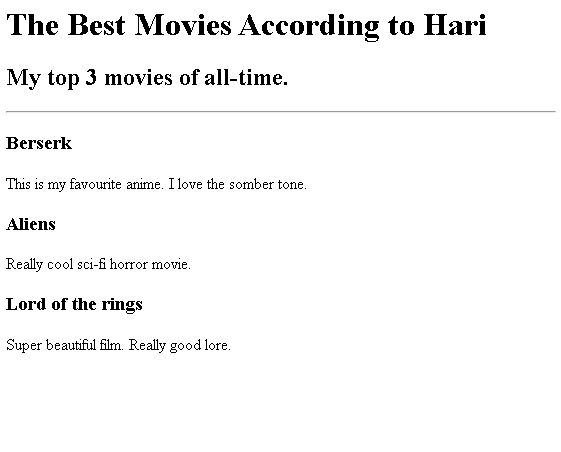 The Best Movies According to Hari
My top 3 movies of all-time.
Berserk
This is my favourite anime. I love the somber tone.
Aliens
Really cool sci-fi horror movie.
Lord of the rings
Super beautiful film. Really good lore.